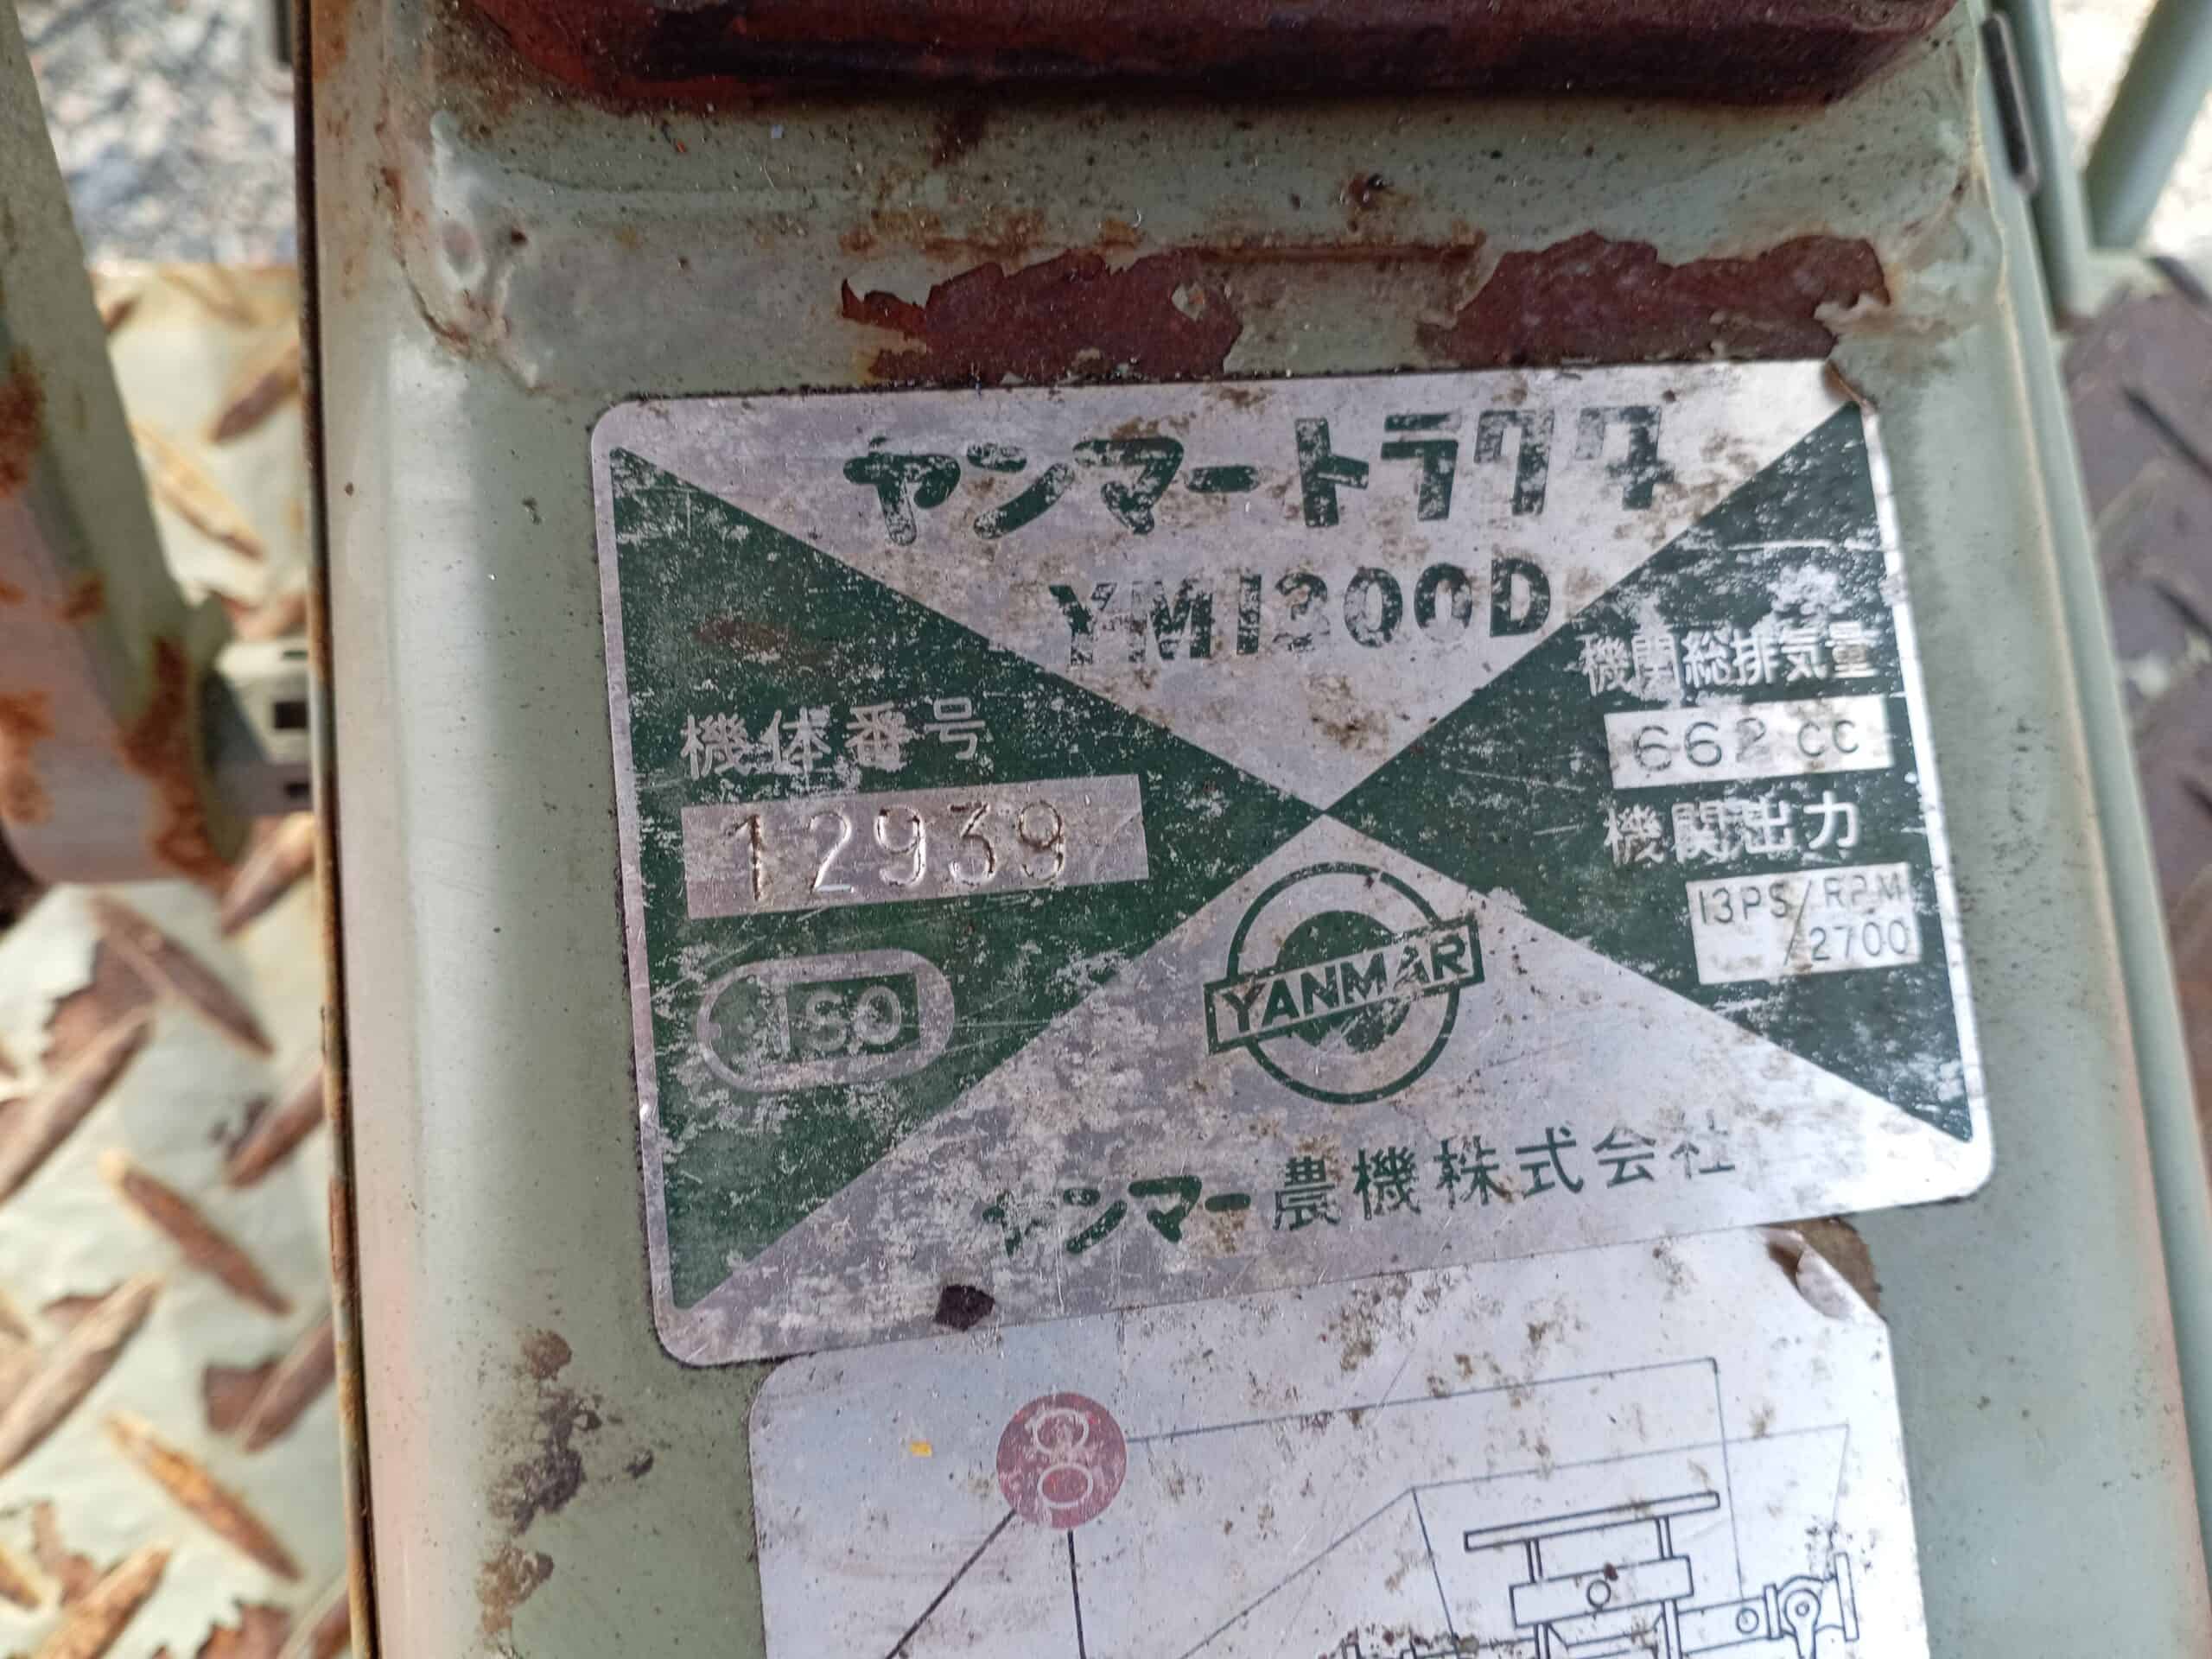 ヤンマートラクタ
YM1300D
機体番号
12939
ISO
機関総排気量
662 CC
機関出力
13PS/RPM
/2700
YANMAR
ヤンマー農機株式会社